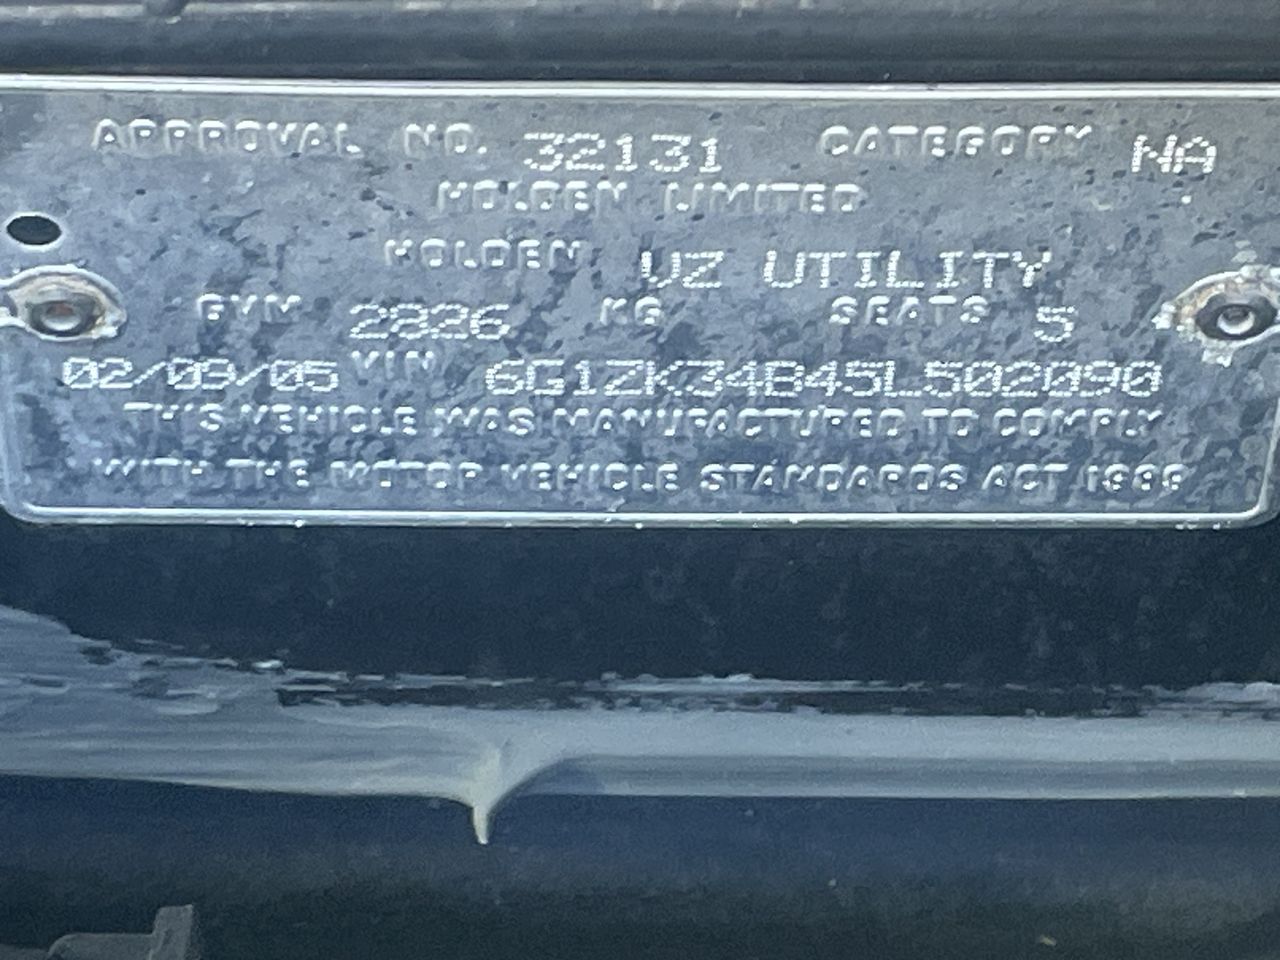 APPROVAL NO. 32131 CATEGORY NA
HOLDEN LIMITED
HOLDEN VZ UTILITY
GVM 2826 KG SEATS 5
02/09/05 VIN 6G1ZK34B45L502090
THIS VEHICLE WAS MANUFACTURED TO COMPLY
WITH THE MOTOR VEHICLE STANDARDS ACT 1989